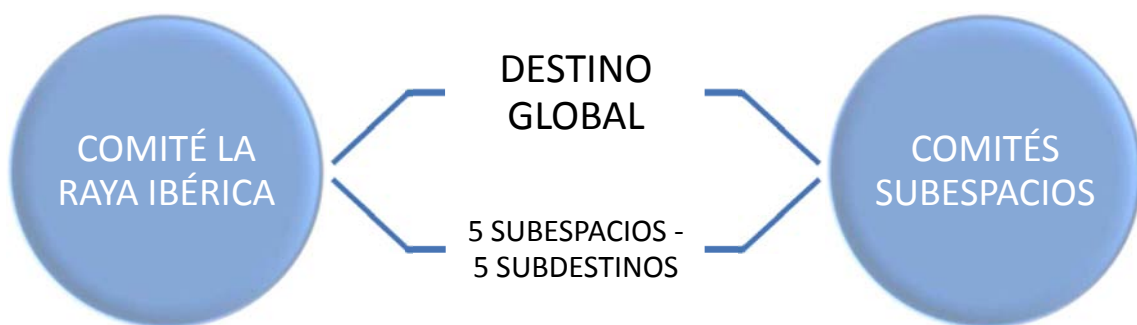 COMITÉ LA
RAYA IBÉRICA
DESTINO
GLOBAL
5 SUBESPACIOS -
5 SUBDESTINOS
COMITÉS
SUBESPACIOS